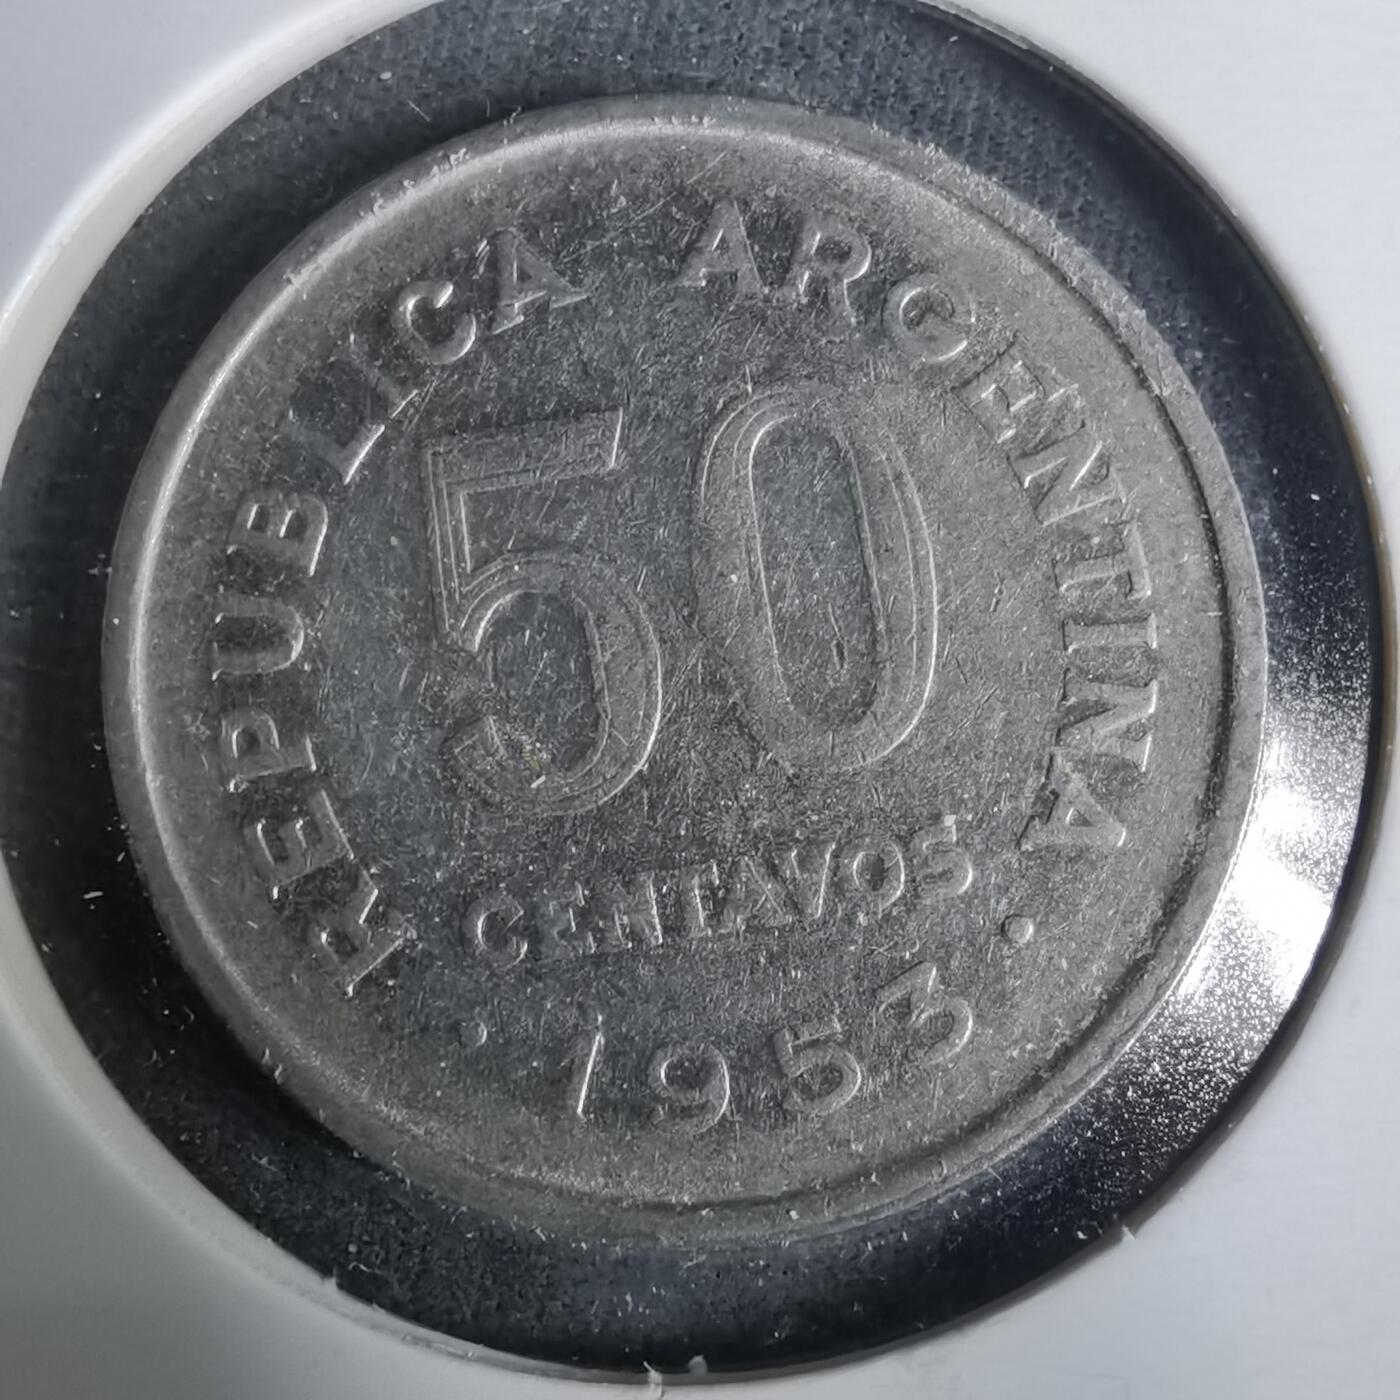 REPUBLICA ARGENTINA
50
CENTAVOS
· 1953 ·